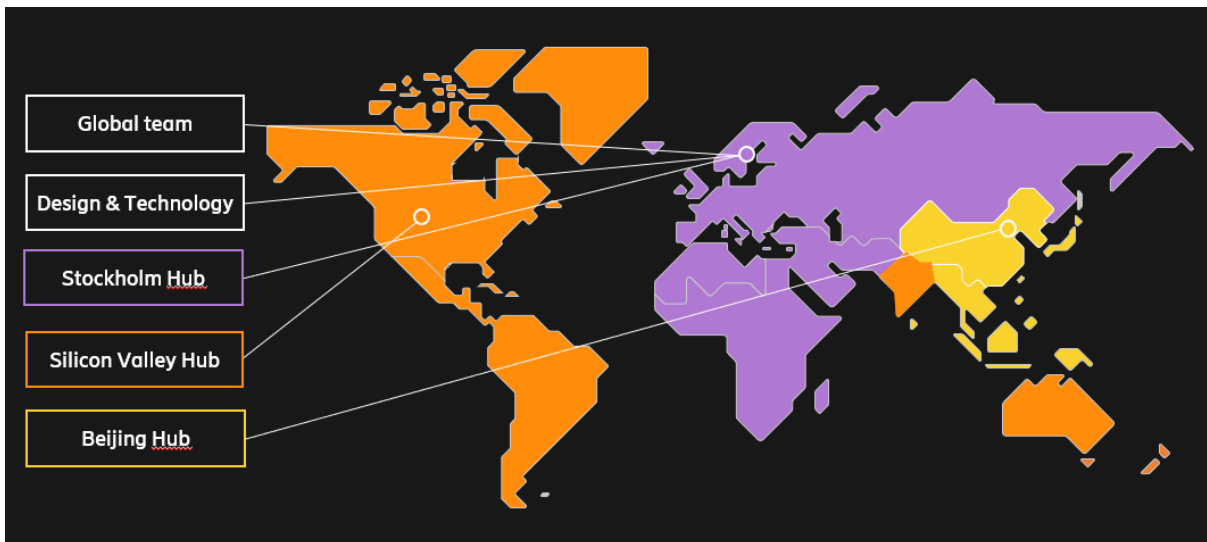 Global team
Design & Technology
Stockholm Hub
Silicon Valley Hub
Beijing Hub